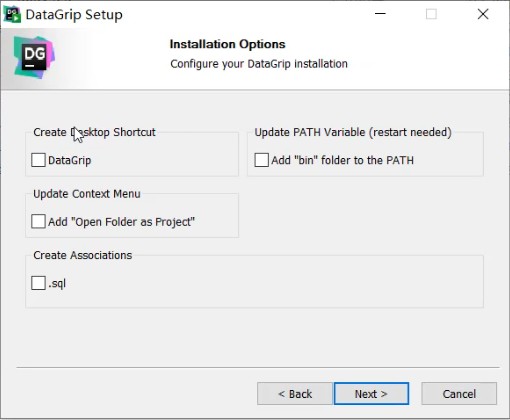 DataGrip Setup
DG
Installation Options
Configure your DataGrip installation
Create Desktop Shortcut
DataGrip
Update PATH Variable (restart needed)
Add "bin" folder to the PATH
Update Context Menu
Add "Open Folder as Project"
Create Associations
.sql
< Back
Next >
Cancel